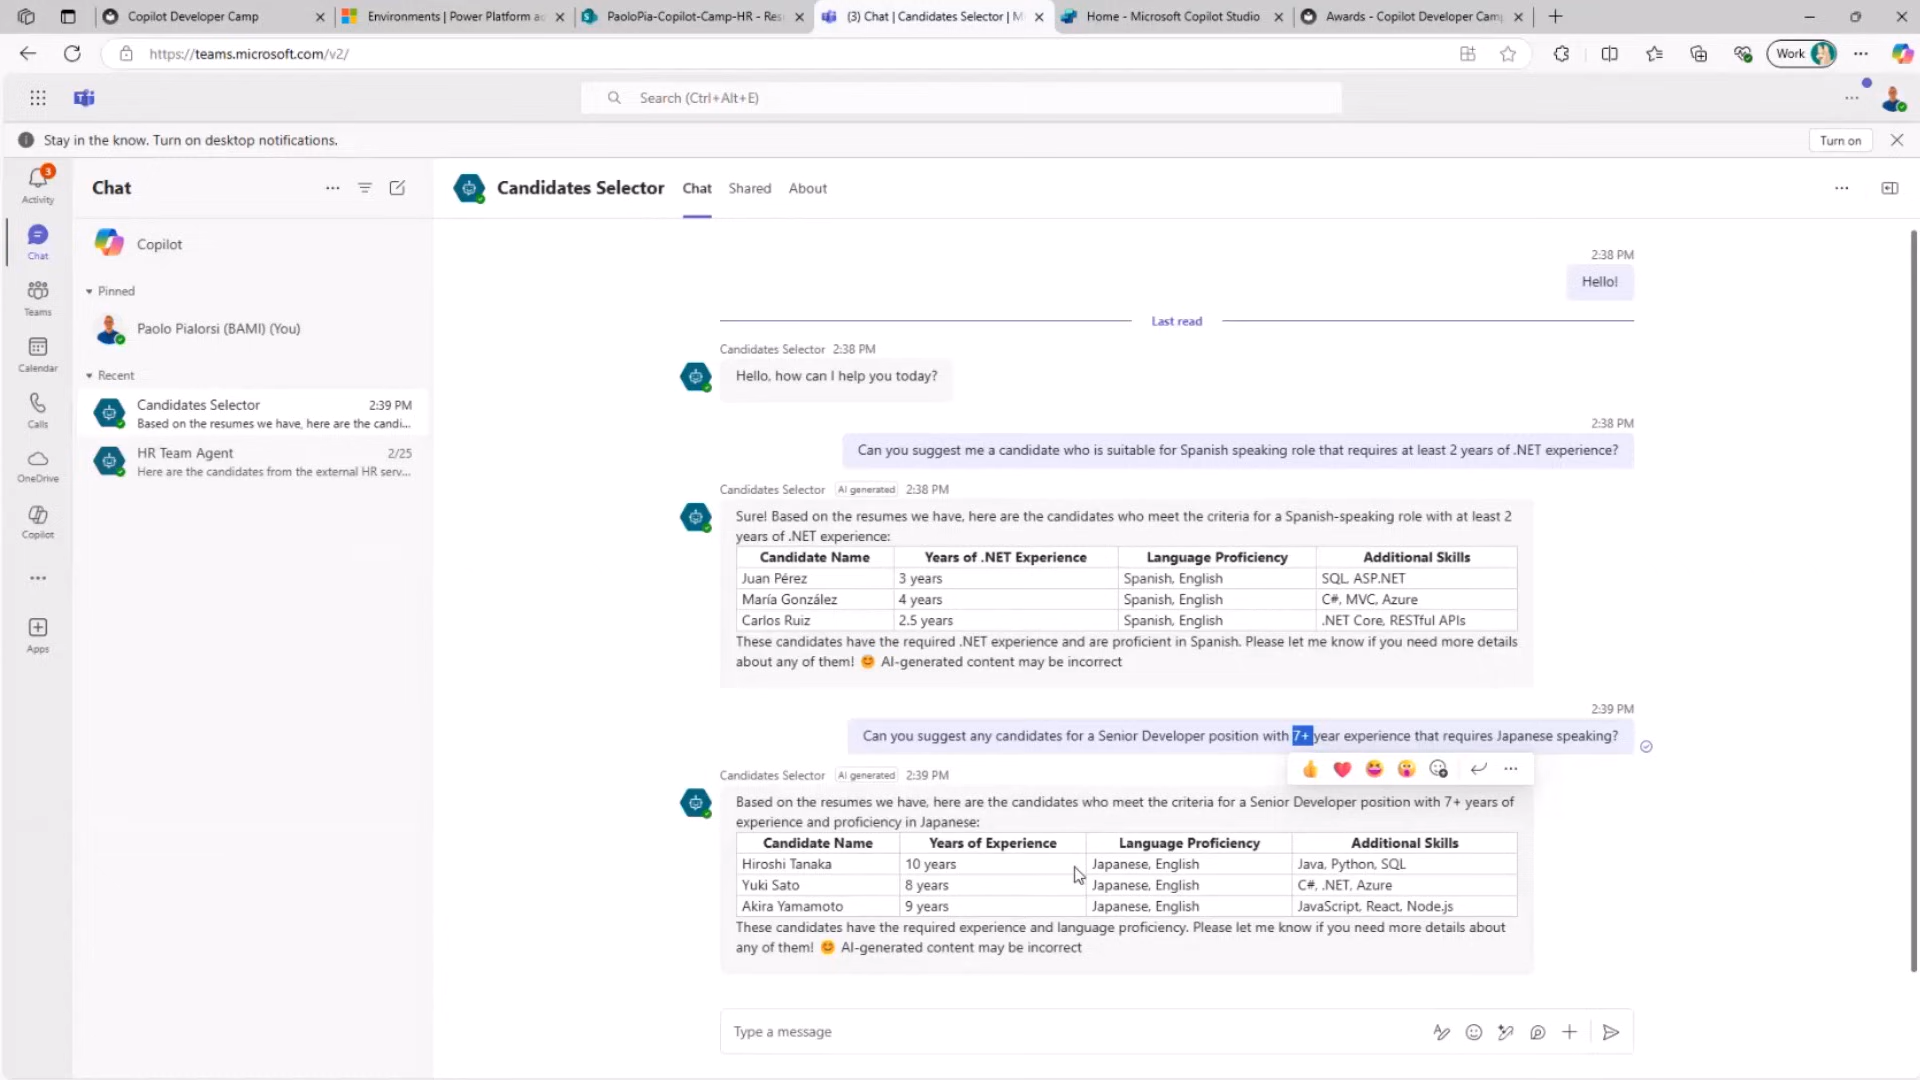 Copilot Developer Camp
Environments | Power Platform a
PaoloPia-Copilot-Camp-HR - Res
(3) Chat | Candidates Selector | M
Home - Microsoft Copilot Studio
Awards - Copilot Developer Camp
https://teams.microsoft.com/v2/
Work
Search (Ctrl+Alt+E)
Stay in the know. Turn on desktop notifications.
Turn on
3
Activity
Chat
Teams
Calendar
Calls
OneDrive
Copilot
Apps
Chat
Copilot
Pinned
Paolo Pialorsi (BAMI) (You)
Recent
Candidates Selector 2:39 PM
Based on the resumes we have, here are the candi...
HR Team Agent 2/25
Here are the candidates from the external HR serv...
Candidates Selector Chat Shared About
2:38 PM
Hello!
Last read
Candidates Selector 2:38 PM
Hello, how can I help you today?
2:38 PM
Can you suggest me a candidate who is suitable for Spanish speaking role that requires at least 2 years of .NET experience?
Candidates Selector AI generated 2:38 PM
Sure! Based on the resumes we have, here are the candidates who meet the criteria for a Spanish-speaking role with at least 2
years of .NET experience:
Candidate Name Years of .NET Experience Language Proficiency Additional Skills
Juan Pérez 3 years Spanish, English SQL, ASP.NET
María González 4 years Spanish, English C#, MVC, Azure
Carlos Ruiz 2.5 years Spanish, English .NET Core, RESTful APIs
These candidates have the required .NET experience and are proficient in Spanish. Please let me know if you need more details
about any of them! 😊 AI-generated content may be incorrect
2:39 PM
Can you suggest any candidates for a Senior Developer position with 7+ year experience that requires Japanese speaking?
Candidates Selector AI generated 2:39 PM
Based on the resumes we have, here are the candidates who meet the criteria for a Senior Developer position with 7+ years of
experience and proficiency in Japanese:
Candidate Name Years of Experience Language Proficiency Additional Skills
Hiroshi Tanaka 10 years Japanese, English Java, Python, SQL
Yuki Sato 8 years Japanese, English C#, .NET, Azure
Akira Yamamoto 9 years Japanese, English JavaScript, React, Node.js
These candidates have the required experience and language proficiency. Please let me know if you need more details about
any of them! 😊 AI-generated content may be incorrect
Type a message